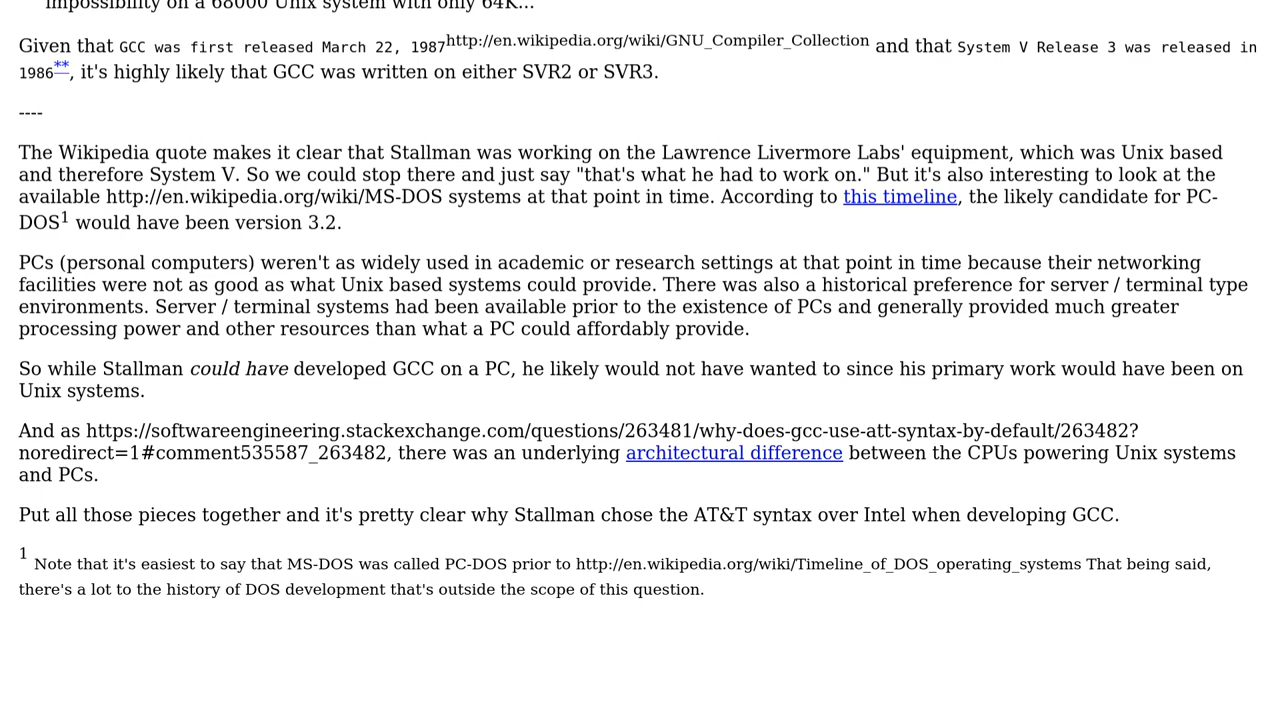 impossibility on a 68000 Unix system with only 64K...
Given that GCC was first released March 22, 1987http://en.wikipedia.org/wiki/GNU_Compiler_Collection and that System V Release 3 was released in
1986**, it's highly likely that GCC was written on either SVR2 or SVR3.
----
The Wikipedia quote makes it clear that Stallman was working on the Lawrence Livermore Labs' equipment, which was Unix based
and therefore System V. So we could stop there and just say "that's what he had to work on." But it's also interesting to look at the
available http://en.wikipedia.org/wiki/MS-DOS systems at that point in time. According to this timeline, the likely candidate for PC-
DOS1 would have been version 3.2.
PCs (personal computers) weren't as widely used in academic or research settings at that point in time because their networking
facilities were not as good as what Unix based systems could provide. There was also a historical preference for server / terminal type
environments. Server / terminal systems had been available prior to the existence of PCs and generally provided much greater
processing power and other resources than what a PC could affordably provide.
So while Stallman could have developed GCC on a PC, he likely would not have wanted to since his primary work would have been on
Unix systems.
And as https://softwareengineering.stackexchange.com/questions/263481/why-does-gcc-use-att-syntax-by-default/263482?
noredirect=1#comment535587_263482, there was an underlying architectural difference between the CPUs powering Unix systems
and PCs.
Put all those pieces together and it's pretty clear why Stallman chose the AT&T syntax over Intel when developing GCC.
1 Note that it's easiest to say that MS-DOS was called PC-DOS prior to http://en.wikipedia.org/wiki/Timeline_of_DOS_operating_systems That being said,
there's a lot to the history of DOS development that's outside the scope of this question.